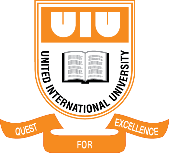 UIU
UNITED INTERNATIONAL UNIVERSITY
QUEST
FOR
EXCELLENCE